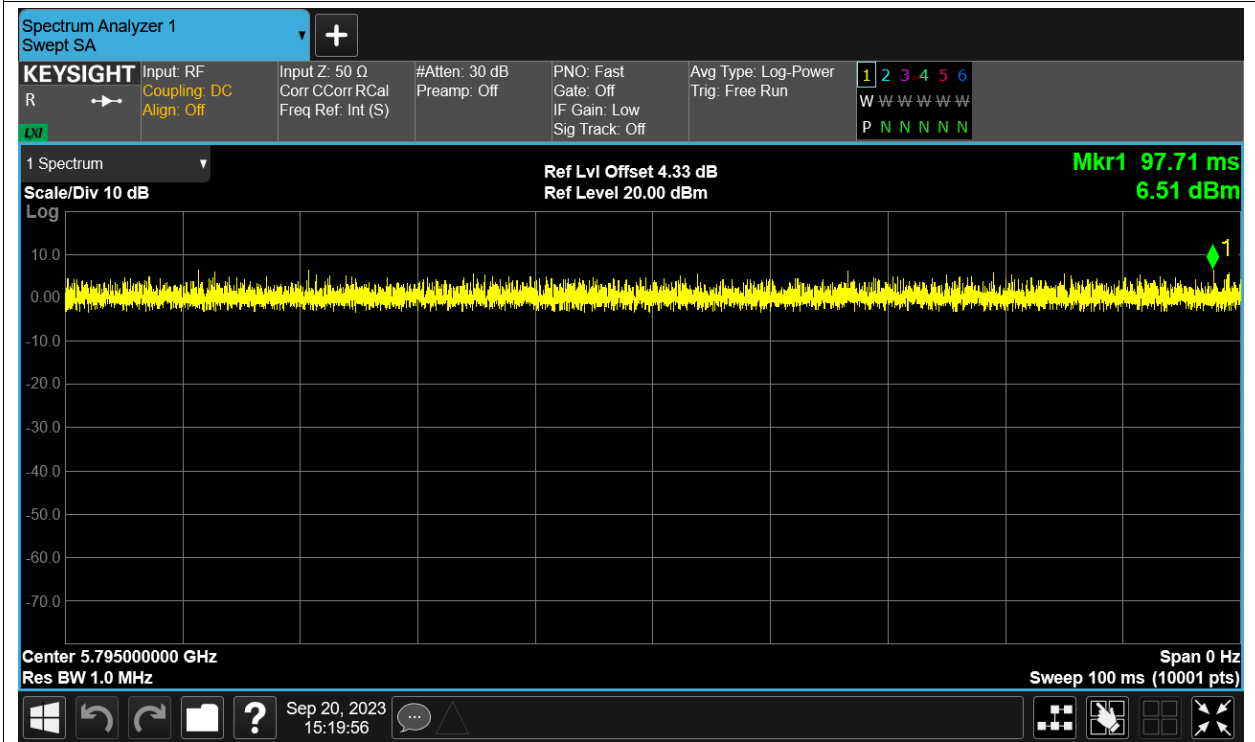 Spectrum Analyzer 1
Swept SA
+
KEYSIGHT
R
LXI
Input: RF
Coupling: DC
Align: Off
Input Z: 50 Ω
Corr CCorr RCal
Freq Ref: Int (S)
#Atten: 30 dB
Preamp: Off
PNO: Fast
Gate: Off
IF Gain: Low
Sig Track: Off
Avg Type: Log-Power
Trig: Free Run
1 2 3 4 5 6
W W W W W W
P N N N N N
1 Spectrum
Scale/Div 10 dB
Ref Lvl Offset 4.33 dB
Ref Level 20.00 dBm
Mkr1 97.71 ms
6.51 dBm
Log
1
10.0
0.00
-10.0
-20.0
-30.0
-40.0
-50.0
-60.0
-70.0
Center 5.795000000 GHz
Res BW 1.0 MHz
Span 0 Hz
Sweep 100 ms (10001 pts)
?
Sep 20, 2023
15:19:56